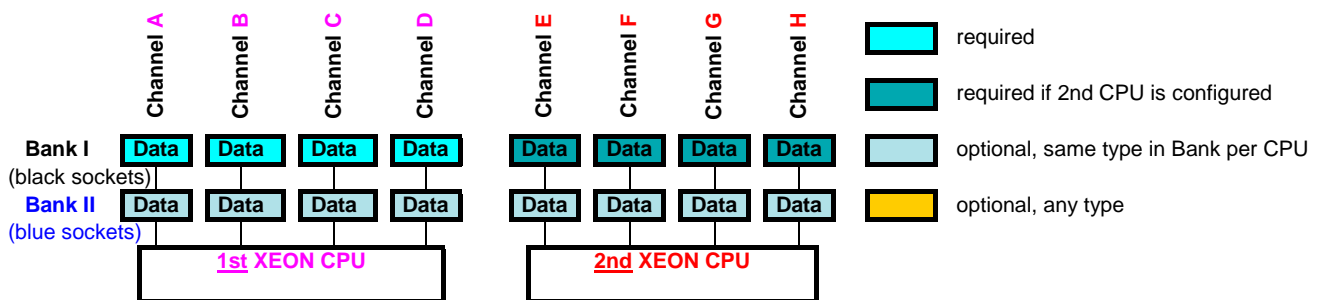 Channel A
Channel B
Channel C
Channel D
Channel E
Channel F
Channel G
Channel H
required
required if 2nd CPU is configured
Bank I Data Data Data Data Data Data Data Data
optional, same type in Bank per CPU
(black sockets)
Bank II Data Data Data Data Data Data Data Data
optional, any type
(blue sockets)
1st XEON CPU
2nd XEON CPU